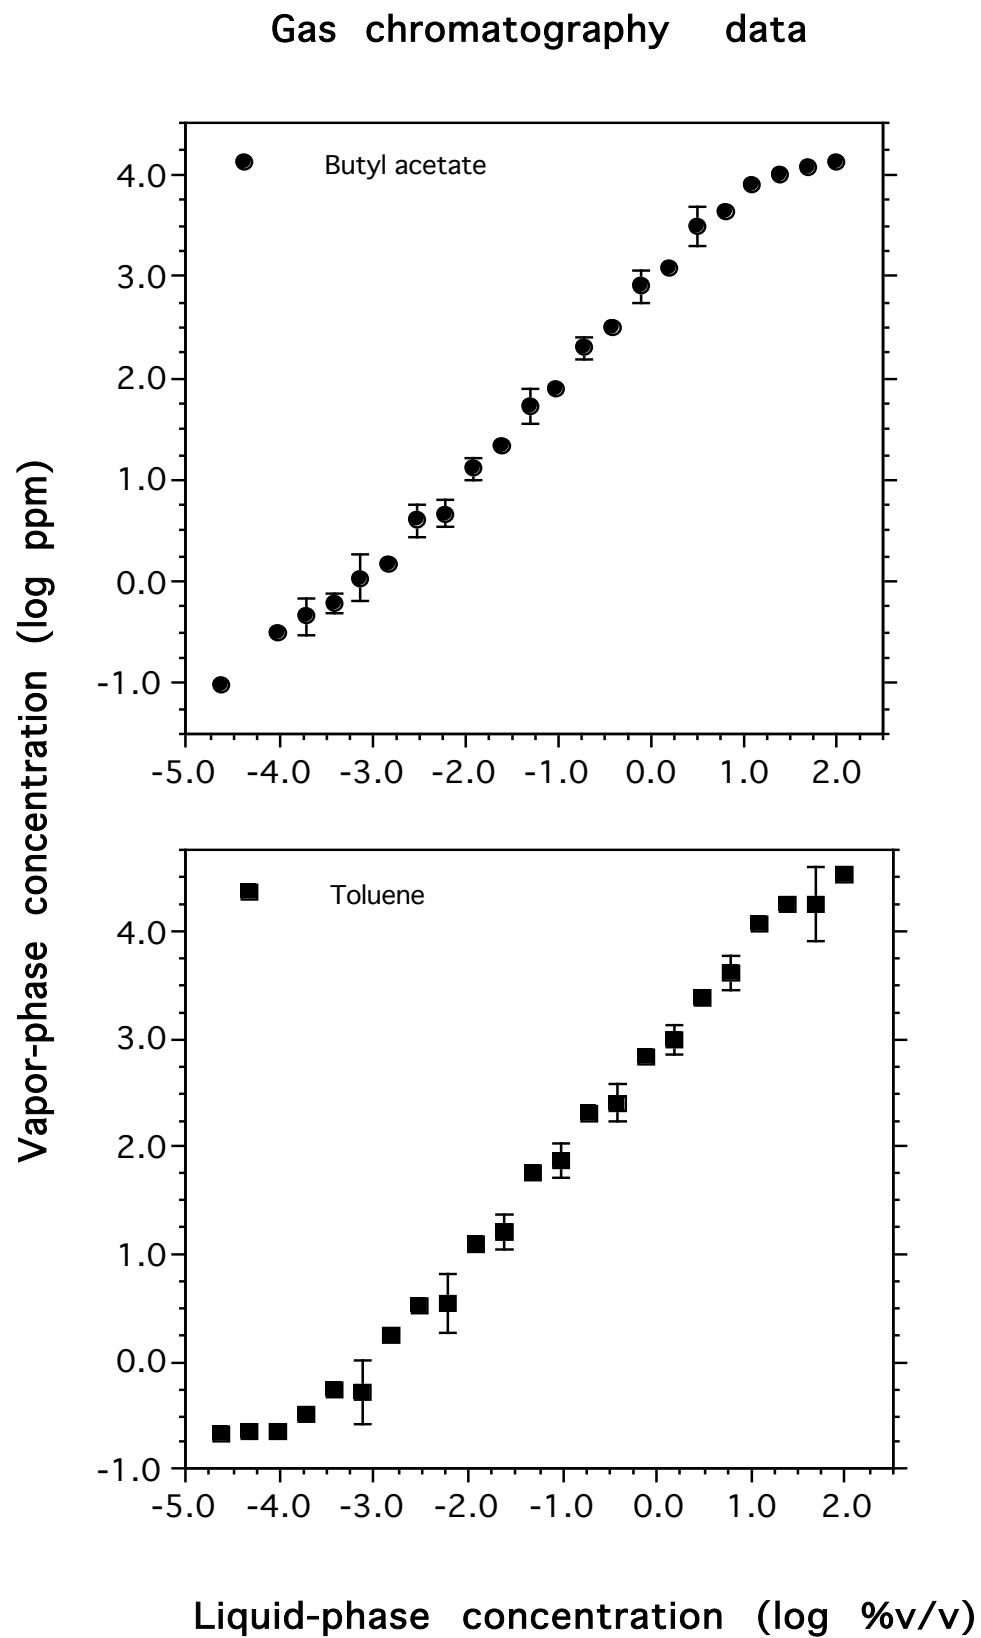 Gas chromatography data
Butyl acetate
4.0
3.0
2.0
1.0
0.0
-1.0
-5.0 -4.0 -3.0 -2.0 -1.0 0.0 1.0 2.0
Vapor-phase concentration (log ppm)
Toluene
4.0
3.0
2.0
1.0
0.0
-1.0
-5.0 -4.0 -3.0 -2.0 -1.0 0.0 1.0 2.0
Liquid-phase concentration (log %v/v)